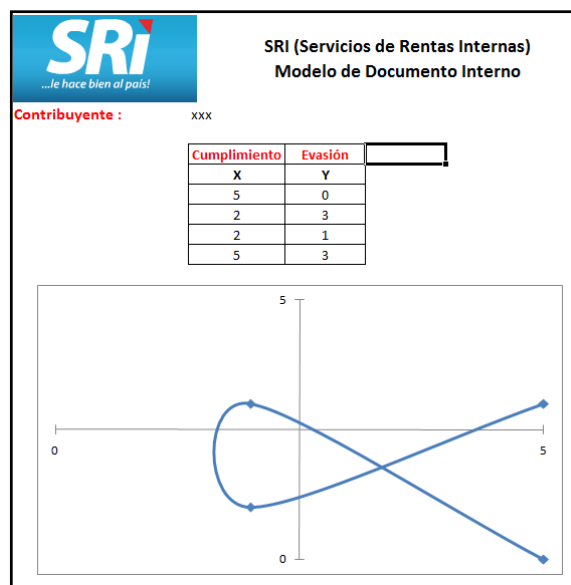 SRi
...le hace bien al país!
SRI (Servicios de Rentas Internas)
Modelo de Documento Interno
Contribuyente : xxx
Cumplimiento Evasión
X Y
5 0
2 3
2 1
5 3
5
0 5
0